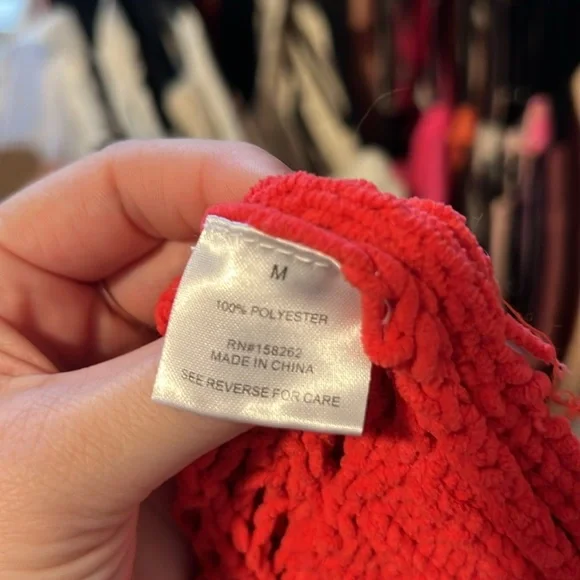 M
100% POLYESTER
RN#158262
MADE IN CHINA
SEE REVERSE FOR CARE